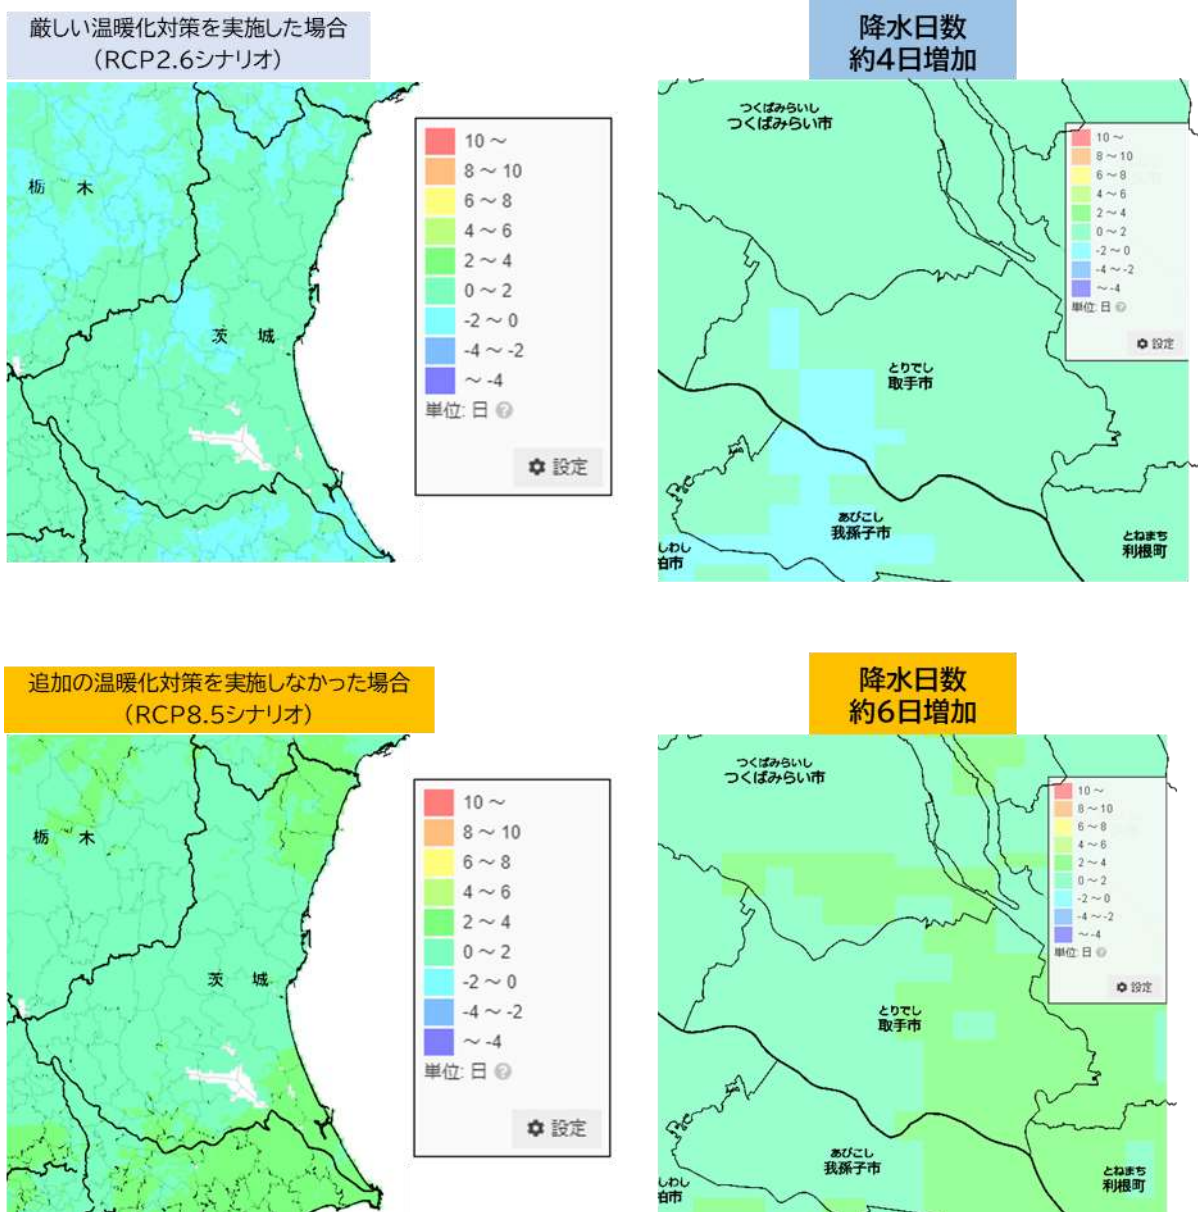 厳しい温暖化対策を実施した場合
(RCP2.6シナリオ)
降水日数
約4日増加
栃 木
茨 城
10 ～
8 ～ 10
6 ～ 8
4 ～ 6
2 ～ 4
0 ～ 2
-2 ～ 0
-4 ～ -2
～ -4
単位: 日
設定
つくばみらいし
つくばみらい市
とりでし
取手市
あびこし
我孫子市
しわし
柏市
とねまち
利根町
10 ～
8 ～ 10
6 ～ 8
4 ～ 6
2 ～ 4
0 ～ 2
-2 ～ 0
-4 ～ -2
～ -4
単位: 日
設定
追加の温暖化対策を実施しなかった場合
(RCP8.5シナリオ)
降水日数
約6日増加
栃 木
茨 城
10 ～
8 ～ 10
6 ～ 8
4 ～ 6
2 ～ 4
0 ～ 2
-2 ～ 0
-4 ～ -2
～ -4
単位: 日
設定
つくばみらいし
つくばみらい市
とりでし
取手市
あびこし
我孫子市
しわし
柏市
とねまち
利根町
10 ～
8 ～ 10
6 ～ 8
4 ～ 6
2 ～ 4
0 ～ 2
-2 ～ 0
-4 ～ -2
～ -4
単位: 日
設定